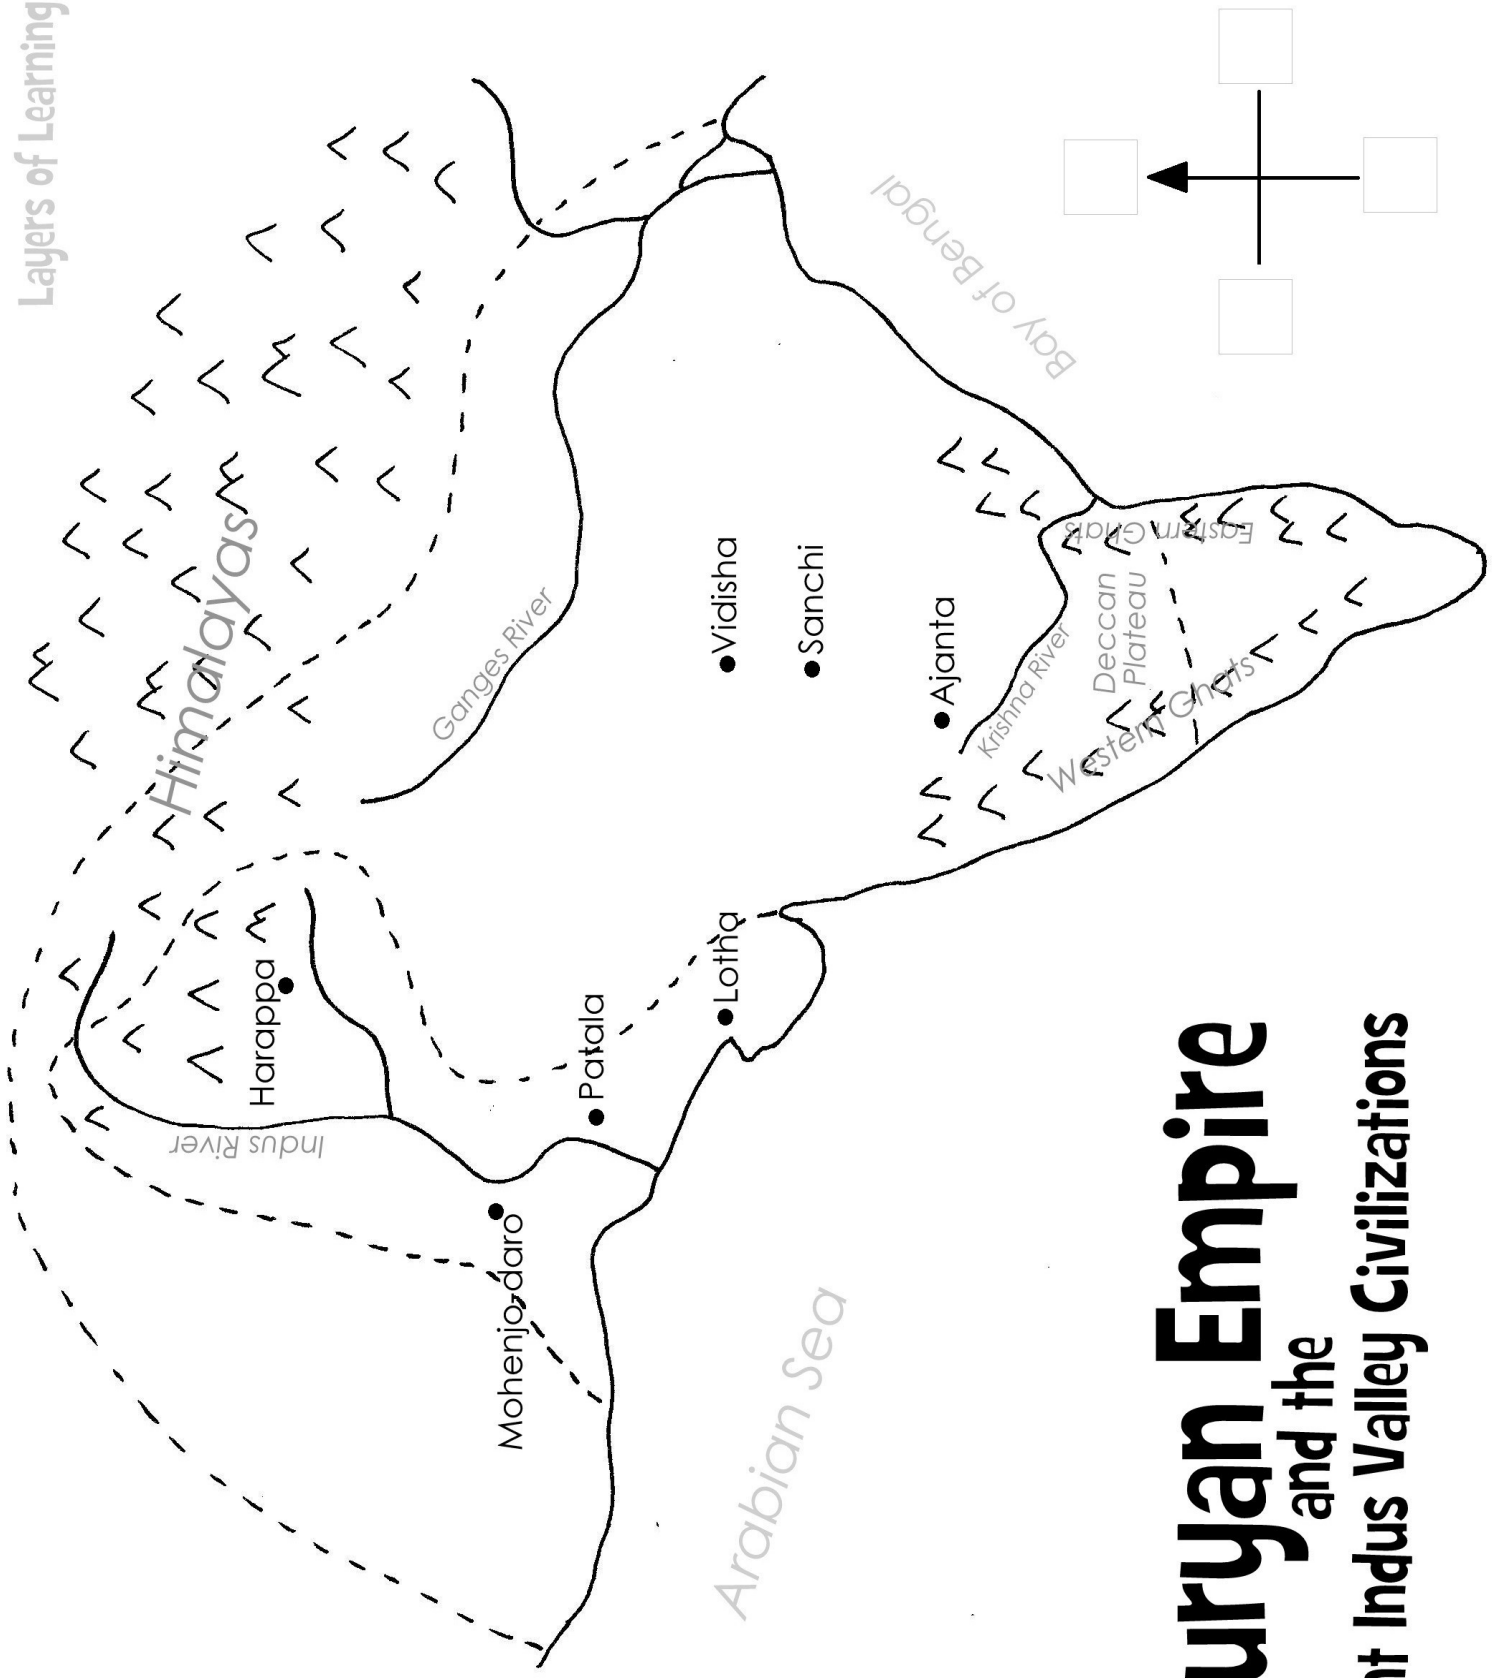 Layers of Learning
Himalayas
Indus River
Harappa
Ganges River
Mohenjo-daro
Patala
Lotha
Vidisha
Sanchi
Ajanta
Arabian Sea
Bay of Bengal
Krishna River
Deccan
Plateau
Western Ghats
Eastern Ghats
uryan Empire
and the
nt Indus Valley Civilizations